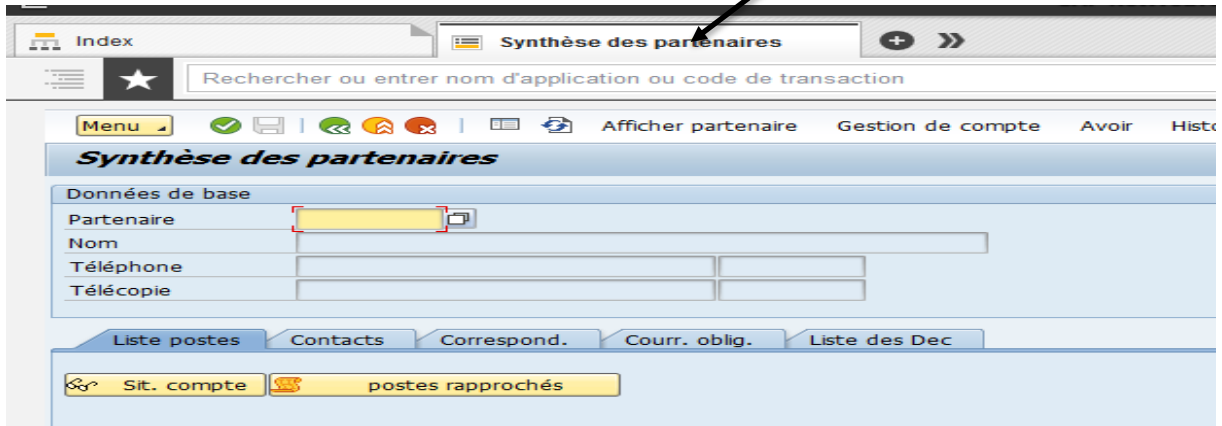 Index
Synthèse des partenaires
Rechercher ou entrer nom d'application ou code de transaction
Menu Afficher partenaire Gestion de compte Avoir
Synthèse des partenaires
Données de base
Partenaire
Nom
Téléphone
Télécopie
Liste postes Contacts Correspond. Courr. oblig. Liste des Dec
Sit. compte postes rapprochés